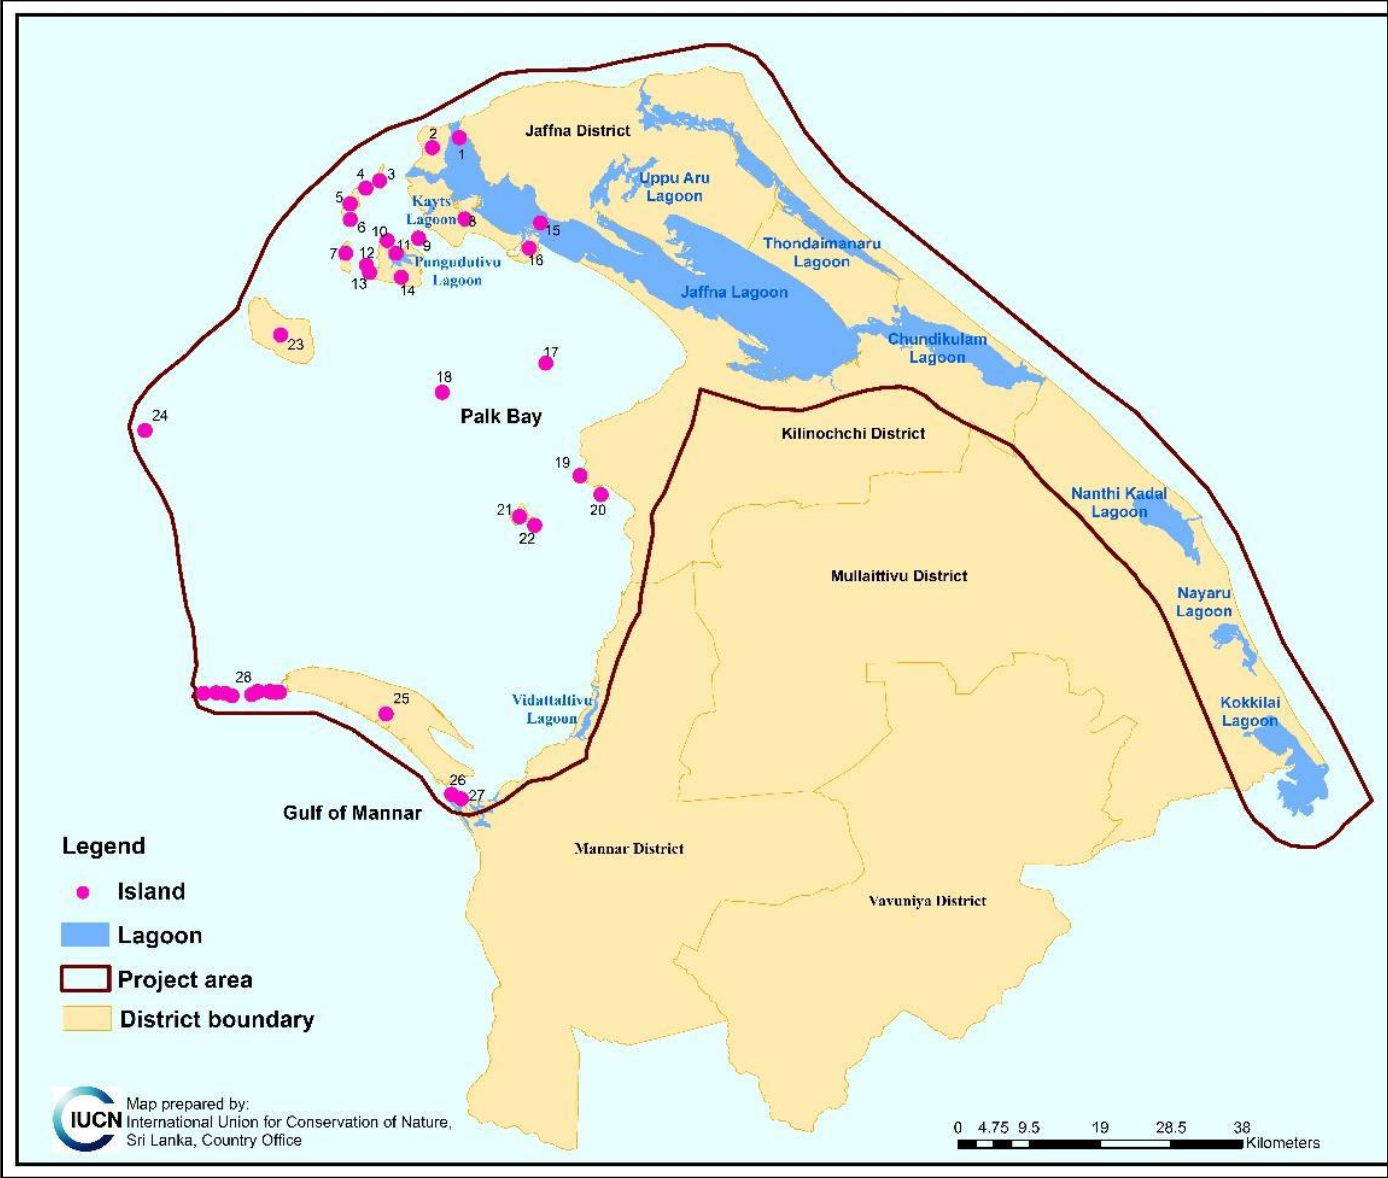 Jaffna District
2
1
Uppu Aru
Lagoon
4
3
5
Kayts
Lagoon
8
6
15
10
11
9
Thondaimanaru
Lagoon
7
12
16
Pungudutivu
Lagoon
13
14
Jaffna Lagoon
23
Chundikulam
Lagoon
17
18
24
Palk Bay
Kilinochchi District
19
Nanthi Kadal
Lagoon
21
20
22
Mullaittivu District
Nayaru
Lagoon
28
25
Vidattaltivu
Lagoon
Kokkilai
Lagoon
26
27
Gulf of Mannar
Mannar District
Vavuniya District
Legend
Island
Lagoon
Project area
District boundary
IUCN
Map prepared by:
International Union for Conservation of Nature,
Sri Lanka, Country Office
0 4.75 9.5 19 28.5 38
Kilometers